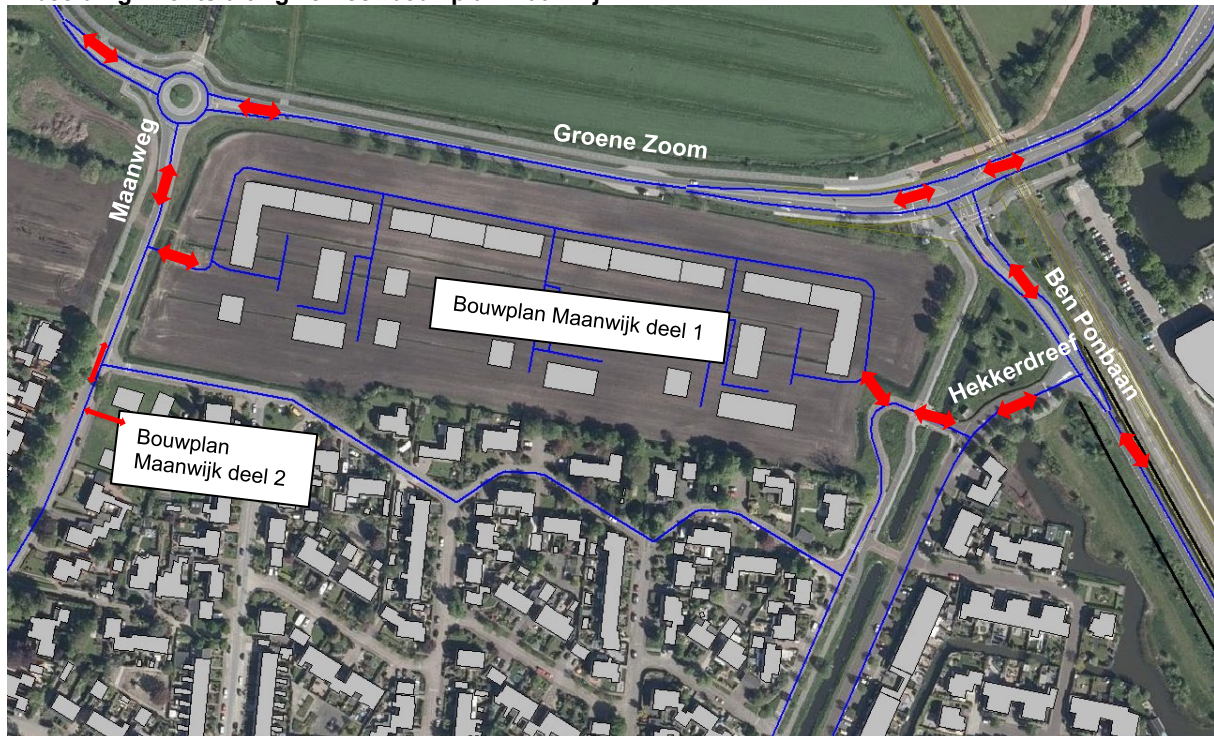 Groene Zoom
Maanweg
Bouwplan Maanwijk deel 1
Ben Ponbaan
Hekkerdreef
Bouwplan
Maanwijk deel 2